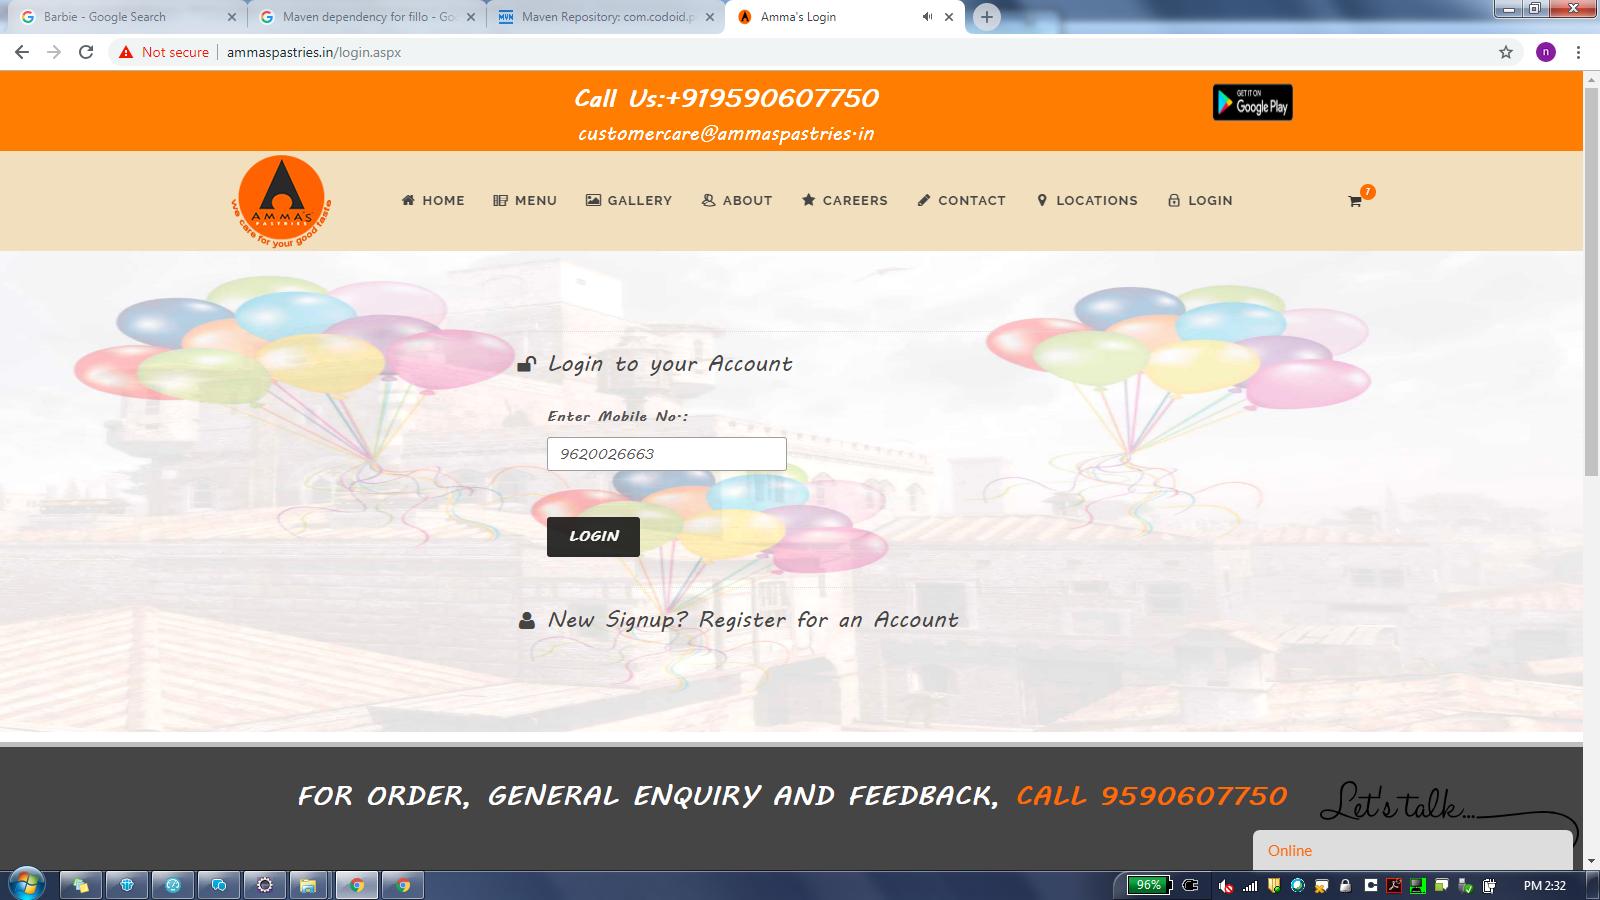 Barbie - Google Search
Maven dependency for fillo - Go
Maven Repository: com.codoid.p
Amma's Login
n
Not secure
ammaspastries.in/login.aspx
Call Us:+919590607750
customercare@ammaspastries.in
GET IT ON
Google Play
AMMA'S
PASTRIES
we care for your good taste
HOME
MENU
GALLERY
ABOUT
CAREERS
CONTACT
LOCATIONS
LOGIN
7
Login to your Account
Enter Mobile No.:
9620026663
LOGIN
New Signup? Register for an Account
FOR ORDER, GENERAL ENQUIRY AND FEEDBACK, CALL 9590607750
Let's talk...
Online
96%
PM 2:32